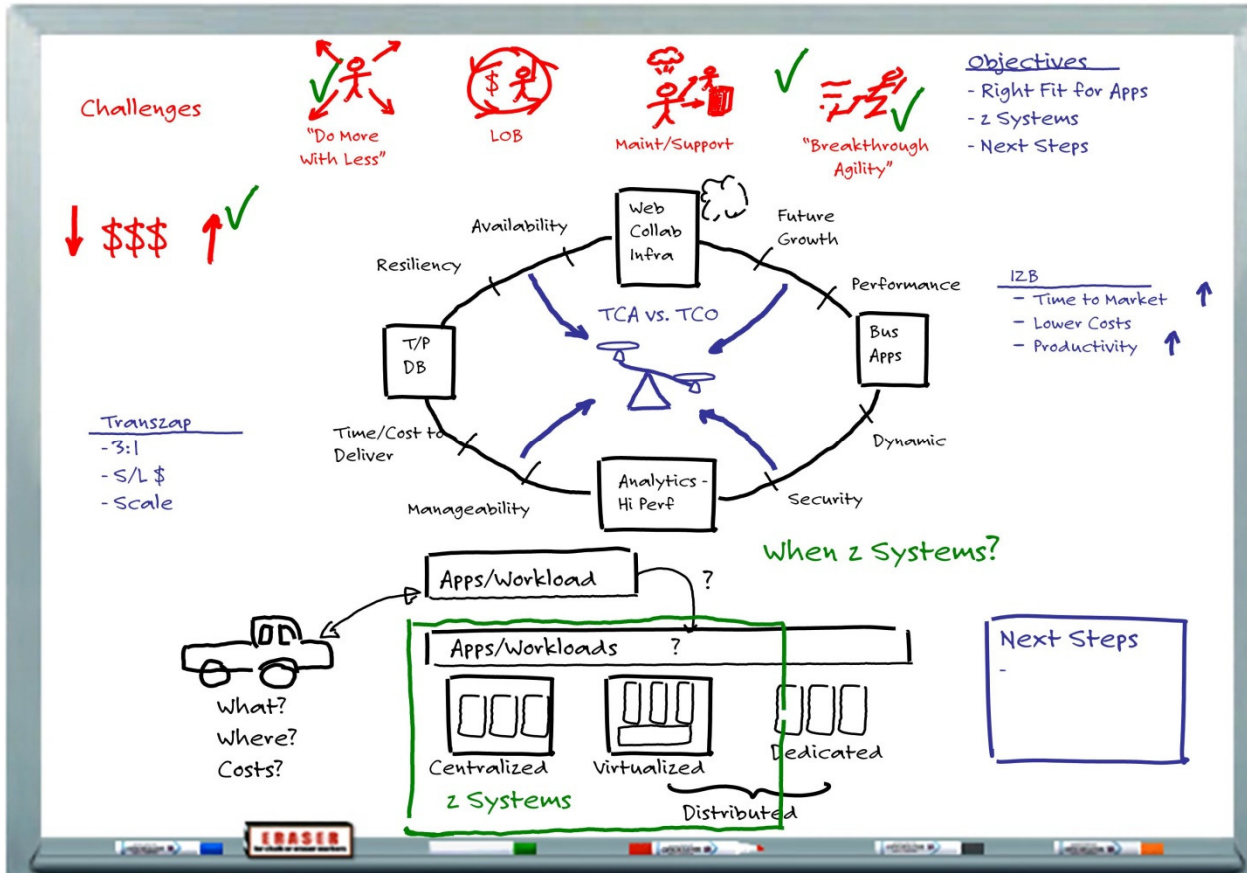 Challenges
"Do More
With Less"
LOB
Maint/Support
"Breakthrough
Agility"
Objectives
- Right Fit for Apps
- z Systems
- Next Steps
$$$
Availability
Resiliency
Web
Collab
Infra
Future
Growth
Performance
TCA vs. TCO
T/P
DB
Bus
Apps
IZB
- Time to Market
- Lower Costs
- Productivity
Transzap
- 3:1
- S/L $
- Scale
Time/Cost to
Deliver
Manageability
Analytics -
Hi Perf
Dynamic
Security
When z Systems?
Apps/Workload
?
Apps/Workloads ?
What?
Where?
Costs?
Centralized
Virtualized
Dedicated
z Systems
Distributed
Next Steps
-
ERASER